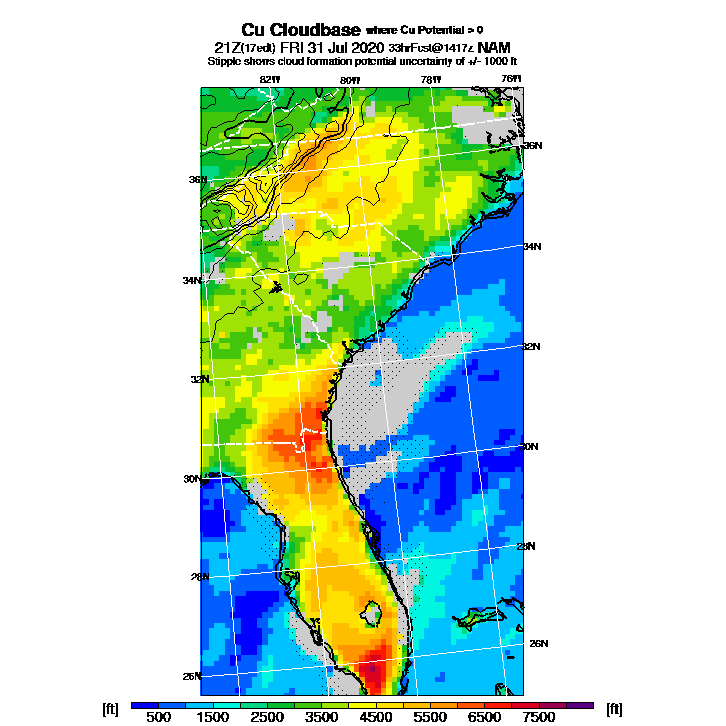 Cu Cloudbase where Cu Potential > 0
21Z(17edt) FRI 31 Jul 2020 33hrFcst@1417z NAM
Stipple shows cloud formation potential uncertainty of +/- 1000 ft
82W 80W 78W 76W
36N
36N
34N
34N
32N
32N
30N
30N
28N
28N
26N
26N
[ft] 500 1500 2500 3500 4500 5500 6500 7500 [ft]